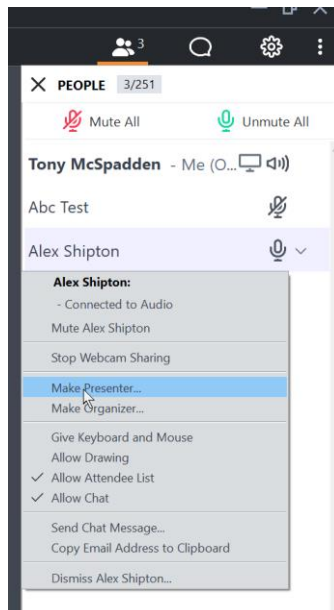 3
PEOPLE 3/251
Mute All Unmute All
Tony McSpadden - Me (O...
Abc Test
Alex Shipton
Alex Shipton:
- Connected to Audio
Mute Alex Shipton
Stop Webcam Sharing
Make Presenter...
Make Organizer...
Give Keyboard and Mouse
Allow Drawing
Allow Attendee List
Allow Chat
Send Chat Message...
Copy Email Address to Clipboard
Dismiss Alex Shipton...